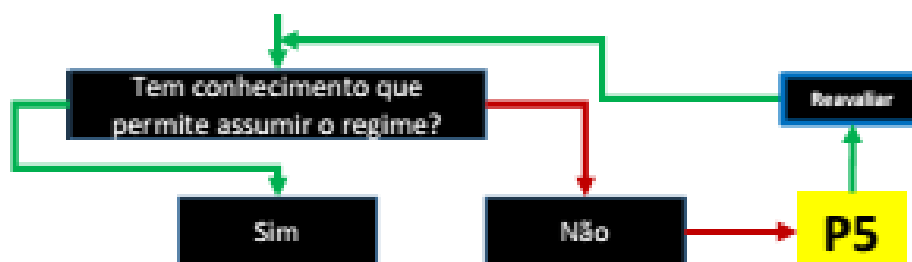 Tem conhecimento que
permite assumir o regime?
Reavaliar
Sim
Não
P5